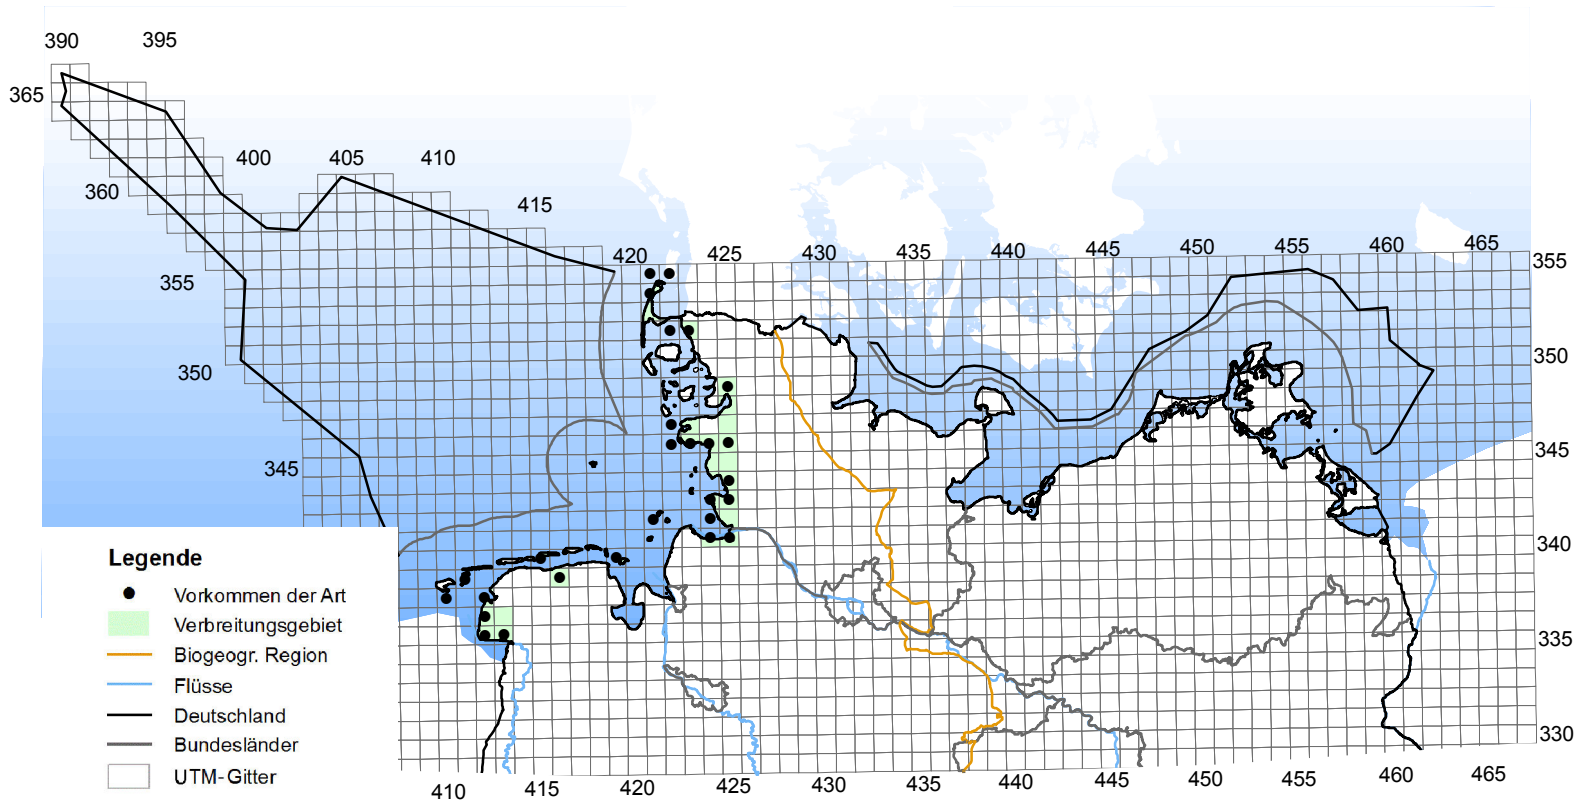 390 395
365
400 405 410
360
415
420 425 430 435 440 445 450 455 460 465
355 355
350 350
345 345
340
335
330
Legende
Vorkommen der Art
Verbreitungsgebiet
Biogeogr. Region
Flüsse
Deutschland
Bundesländer
UTM-Gitter
410 415 420 425 430 435 440 445 450 455 460 465